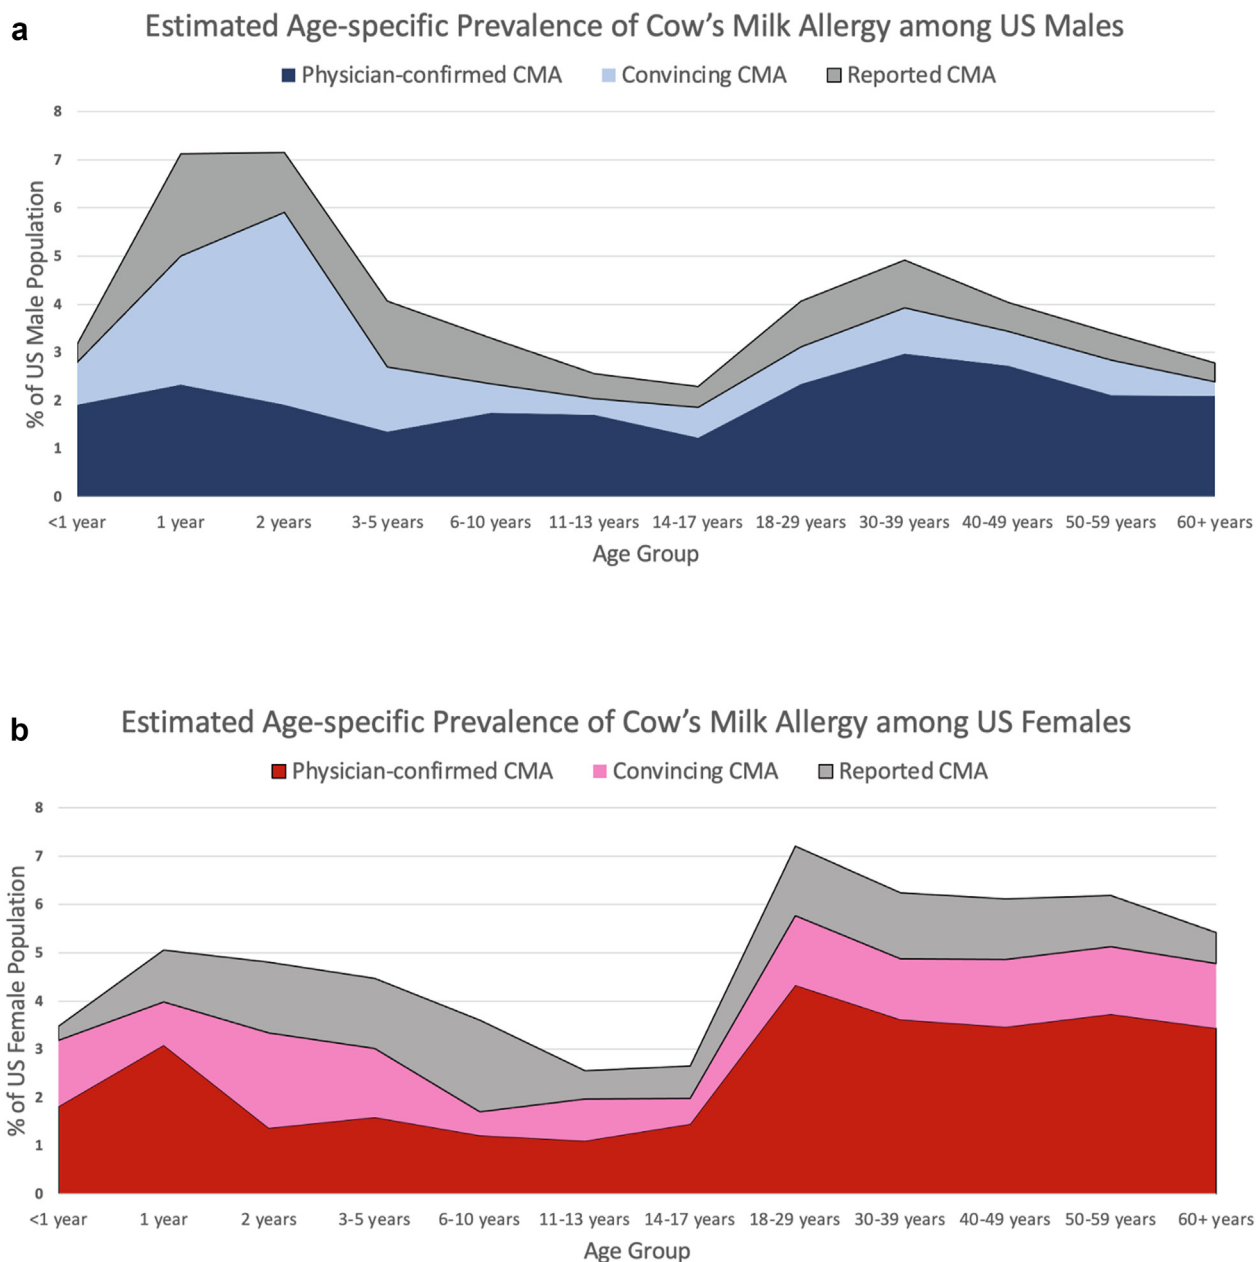 a
Estimated Age-specific Prevalence of Cow's Milk Allergy among US Males
Physician-confirmed CMA Convincing CMA Reported CMA
% of US Male Population
8
7
6
5
4
3
2
1
0
<1 year 1 year 2 years 3-5 years 6-10 years 11-13 years 14-17 years 18-29 years 30-39 years 40-49 years 50-59 years 60+ years
Age Group
b
Estimated Age-specific Prevalence of Cow's Milk Allergy among US Females
Physician-confirmed CMA Convincing CMA Reported CMA
% of US Female Population
8
7
6
5
4
3
2
1
0
<1 year 1 year 2 years 3-5 years 6-10 years 11-13 years 14-17 years 18-29 years 30-39 years 40-49 years 50-59 years 60+ years
Age Group